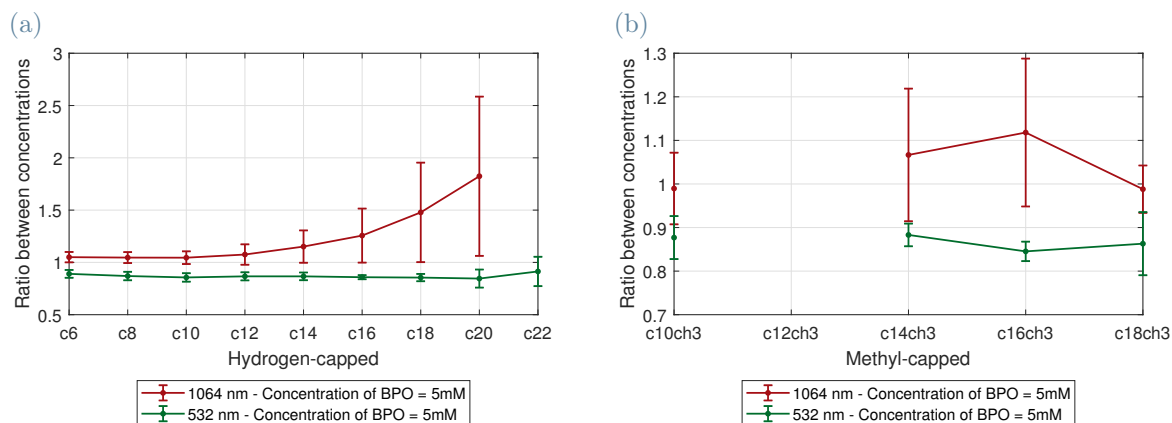 (a)
3
2.5
2
1.5
1
0.5
Ratio between concentrations
c6 c8 c10 c12 c14 c16 c18 c20 c22
Hydrogen-capped
1064 nm - Concentration of BPO = 5mM
532 nm - Concentration of BPO = 5mM
(b)
1.3
1.2
1.1
1
0.9
0.8
0.7
Ratio between concentrations
c10ch3 c12ch3 c14ch3 c16ch3 c18ch3
Methyl-capped
1064 nm - Concentration of BPO = 5mM
532 nm - Concentration of BPO = 5mM